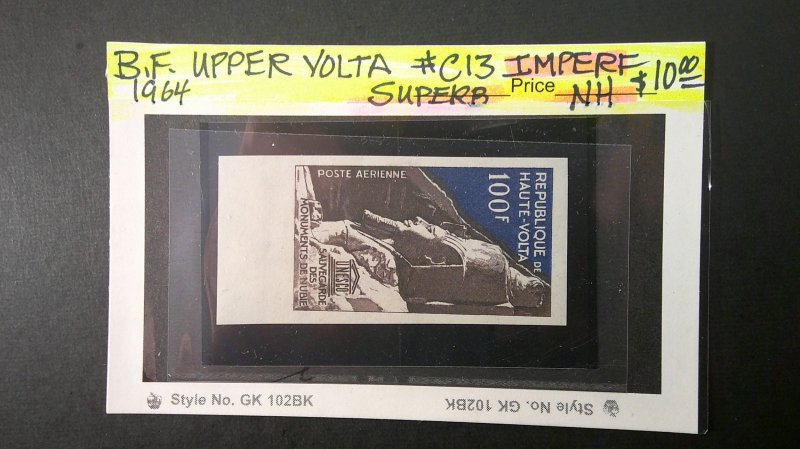 B.F. UPPER VOLTA #C13 IMPERF
1964 SUPERB Price NH $10.00
POSTE AERIENNE
REPUBLIQUE DE
HAUTE-VOLTA
100F
UNESCO
SAUVEGARDE
DES
MONUMENTS DE NUBIE
Style No. GK 102BK
Style No. GK 102BK